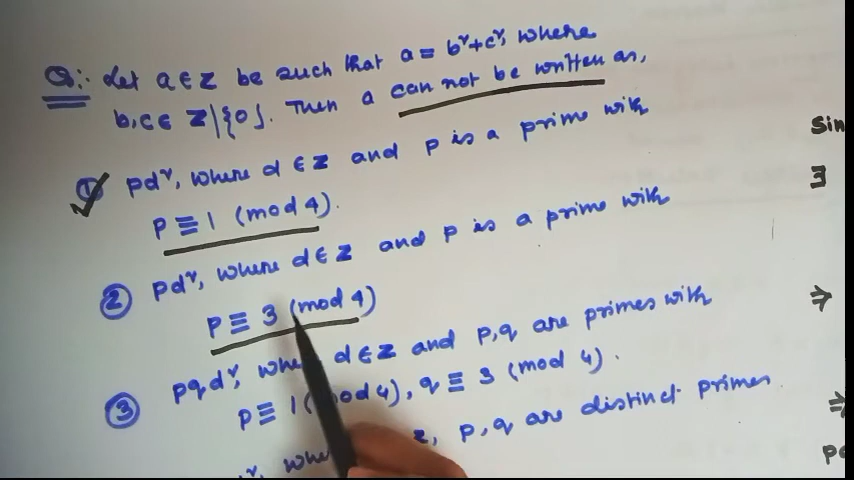 Q:- Let a ∈ Z be such that a = b² + c², where
b, c ∈ Z \ {0}. Then a can not be written as,
① pd², where d ∈ Z and p is a prime with
p ≡ 1 (mod 4).
② pd², where d ∈ Z and p is a prime with
p ≡ 3 (mod 4)
③ pqd², where d ∈ Z and p, q are primes with
p ≡ 1 (mod 4), q ≡ 3 (mod 4).
z, p, q are distinct primes
Sin
∃
⇒
⇒